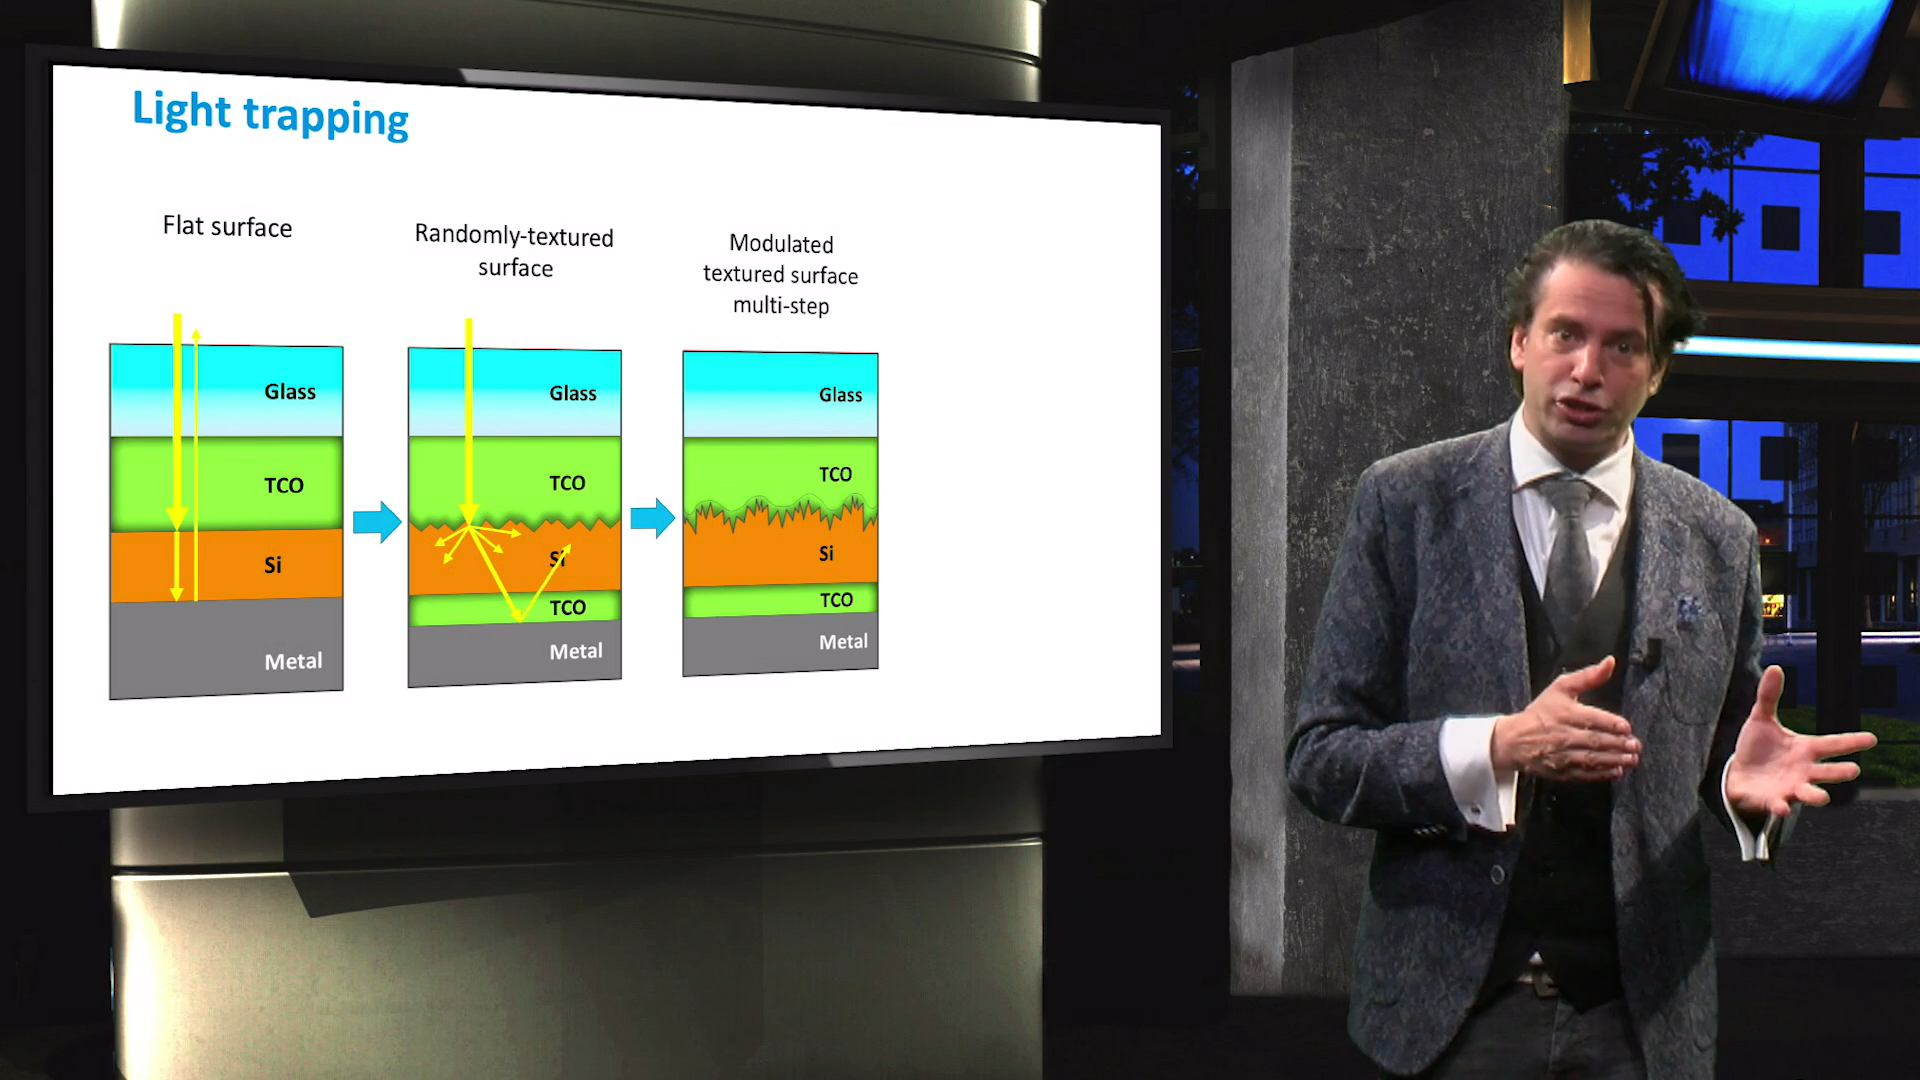 Light trapping
Flat surface
Randomly-textured
surface
Modulated
textured surface
multi-step
Glass
TCO
Si
Metal
Glass
TCO
Si
TCO
Metal
Glass
TCO
Si
TCO
Metal